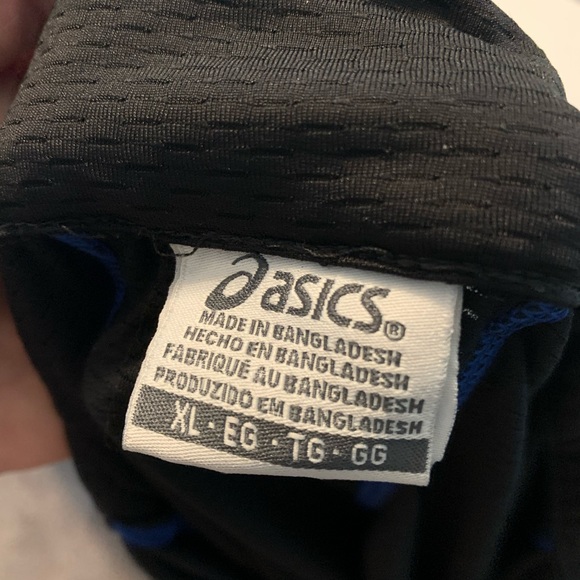 asics®
MADE IN BANGLADESH
HECHO EN BANGLADESH
FABRIQUÉ AU BANGLADESH
PRODUZIDO EM BANGLADESH
XL · EG · TG · GG